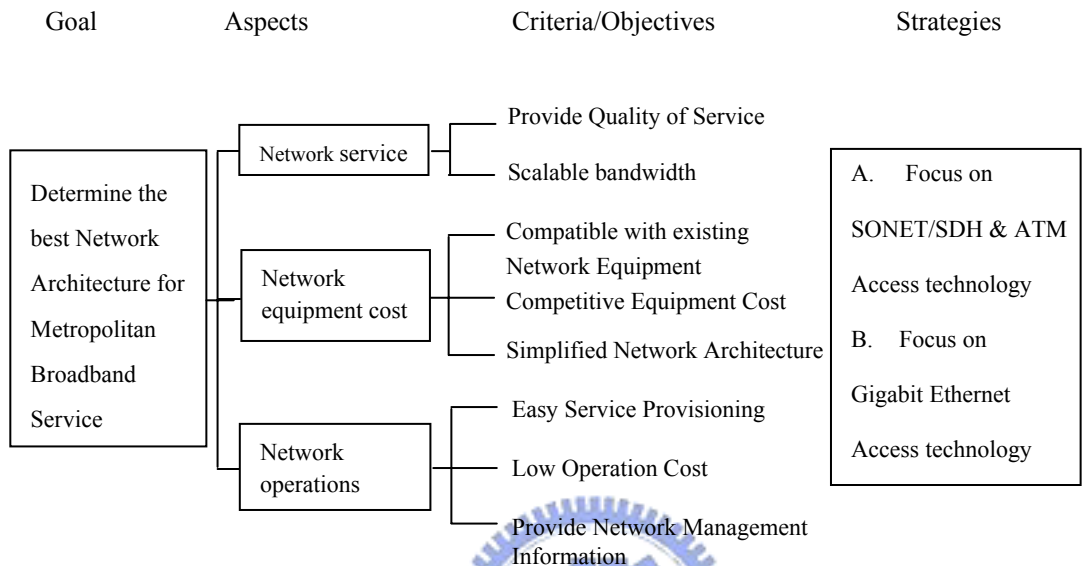 Goal Aspects Criteria/Objectives Strategies
Determine the
best Network
Architecture for
Metropolitan
Broadband
Service
Network service
Network
equipment cost
Network
operations
Provide Quality of Service
Scalable bandwidth
Compatible with existing
Network Equipment
Competitive Equipment Cost
Simplified Network Architecture
Easy Service Provisioning
Low Operation Cost
Provide Network Management
Information
A. Focus on
SONET/SDH & ATM
Access technology
B. Focus on
Gigabit Ethernet
Access technology